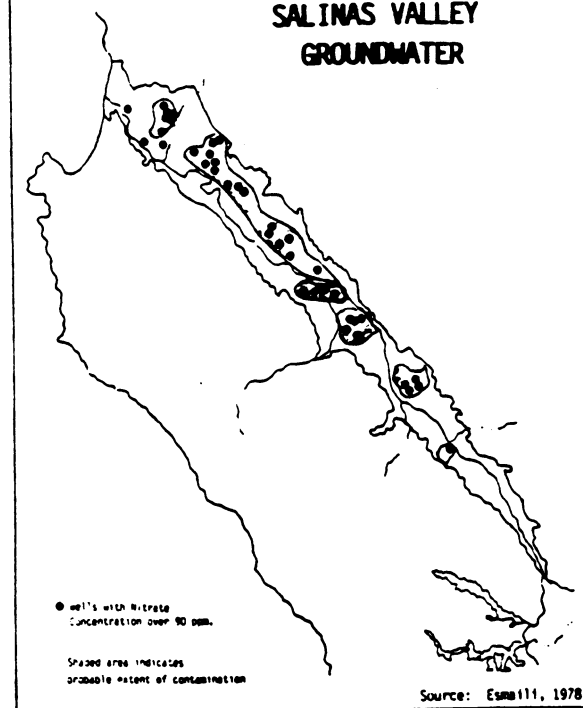 SALINAS VALLEY
GROUNDWATER
wells with Nitrate
Concentration over 90 ppm.
Shaded area indicates
probable extent of contamination
Source: Esmaili, 1978